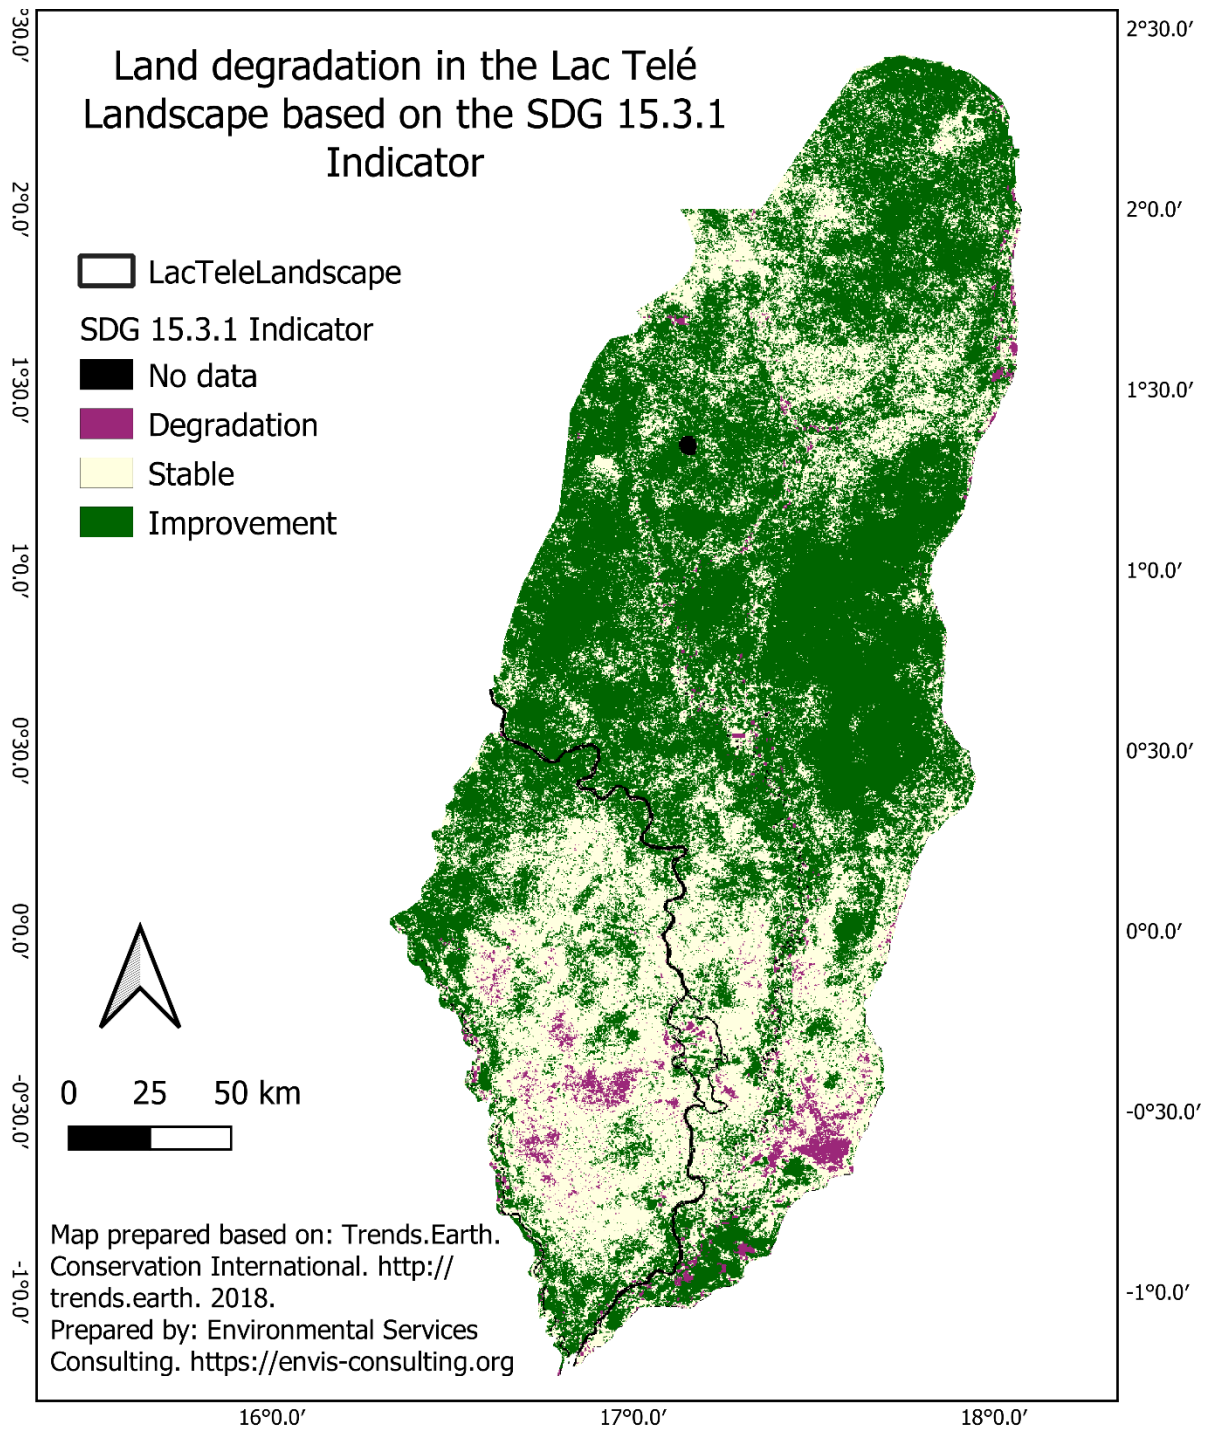 Land degradation in the Lac Telé
Landscape based on the SDG 15.3.1
Indicator
LacTeleLandscape
SDG 15.3.1 Indicator
No data
Degradation
Stable
Improvement
0 25 50 km
Map prepared based on: Trends.Earth.
Conservation International. http://
trends.earth. 2018.
Prepared by: Environmental Services
Consulting. https://envis-consulting.org
2°0.0′
1°30.0′
1°0.0′
0°30.0′
0°0.0′
-0°30.0′
-1°0.0′
2°30.0′
2°0.0′
1°30.0′
1°0.0′
0°30.0′
0°0.0′
-0°30.0′
-1°0.0′
16°0.0′ 17°0.0′ 18°0.0′